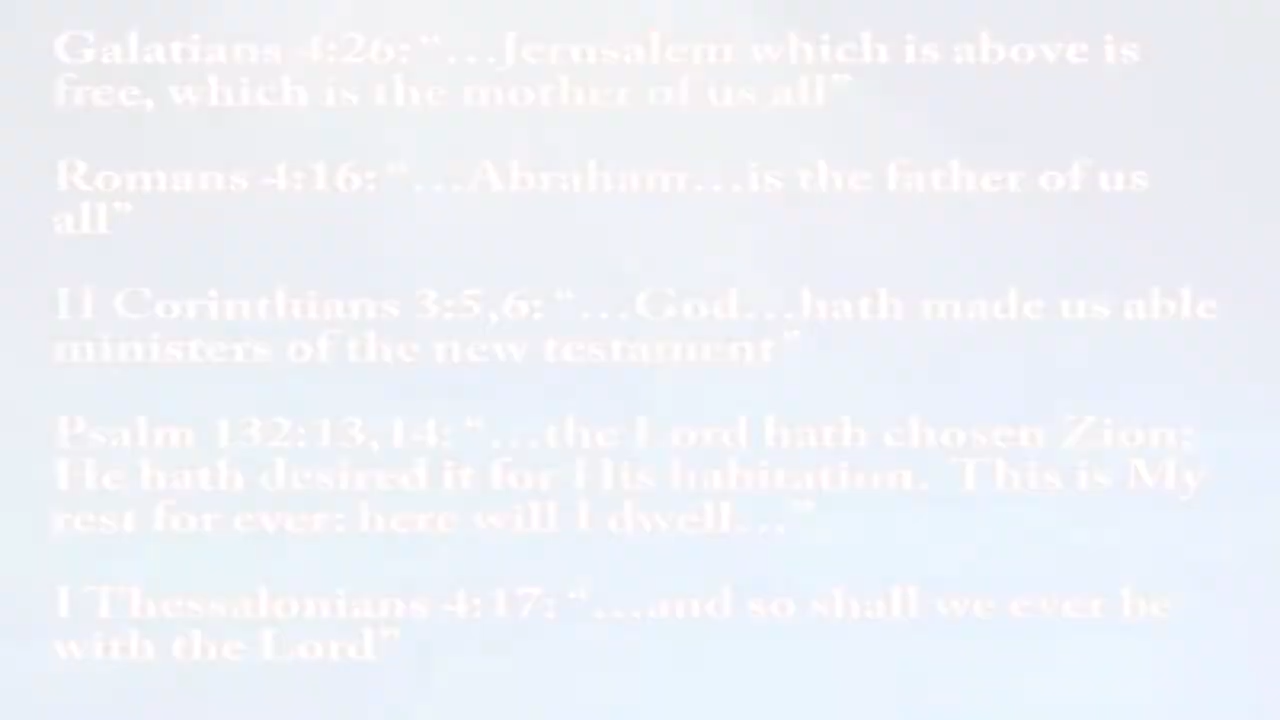 Galatians 4:26: “…Jerusalem which is above is
free, which is the mother of us all”
Romans 4:16: “…Abraham…is the father of us
all”
II Corinthians 3:5,6: “…God…hath made us able
ministers of the new testament”
Psalm 132:13,14: “…the Lord hath chosen Zion;
He hath desired it for His habitation.  This is My
rest for ever: here will I dwell…”
I Thessalonians 4:17: “…and so shall we ever be
with the Lord”